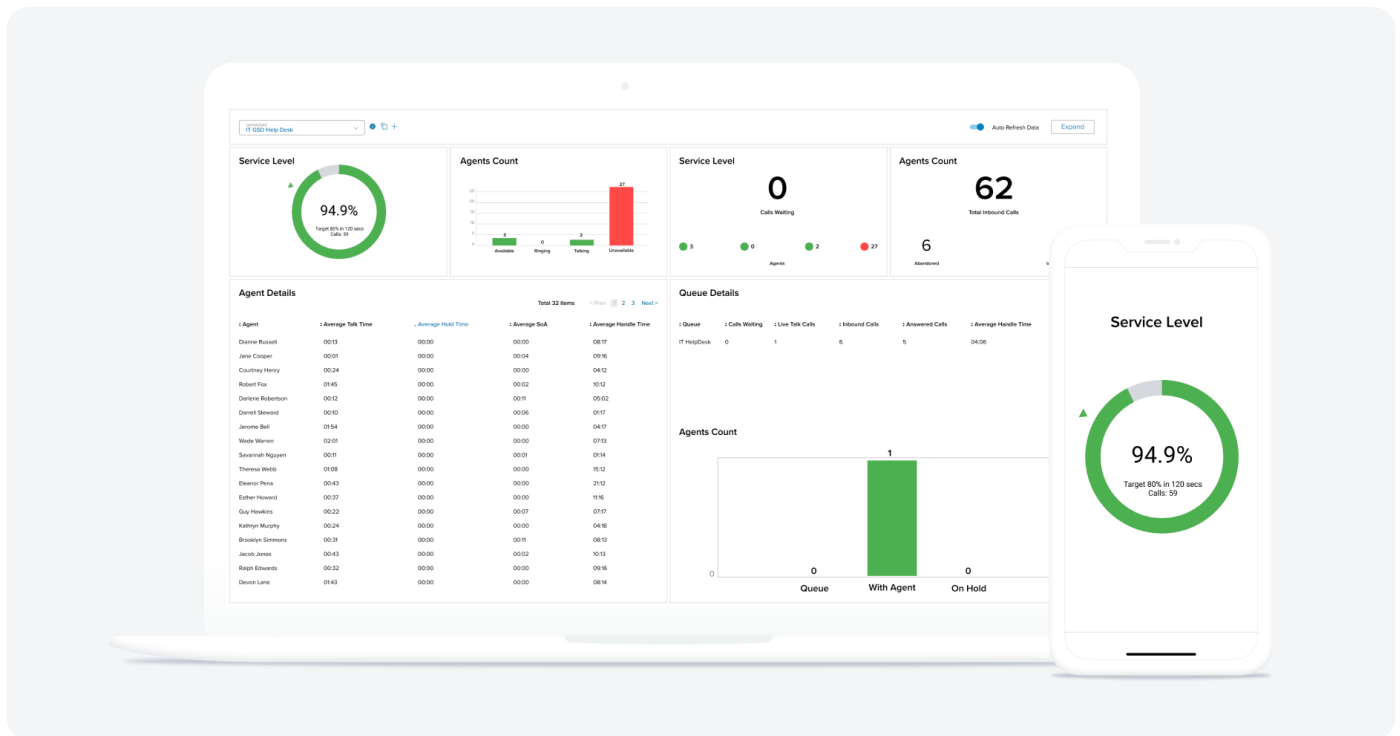 DASHBOARD
IT GSD Help Desk
Auto Refresh Data
Expand
Service Level
94.9%
Target 80% in 120 secs
Calls: 59
Agents Count
27
3
0
2
Available
Ringing
Talking
Unavailable
Service Level
0
Calls Waiting
3
0
2
27
Agents
Agents Count
62
Total Inbound Calls
6
Abandoned
Agent Details
Total 32 items < Prev 1 2 3 Next >
Agent Average Talk Time Average Hold Time Average SoA Average Handle Time
Dianne Russell 00:13 00:00 00:00 08:17
Jane Cooper 00:01 00:00 00:04 09:16
Courtney Henry 00:24 00:00 00:00 04:12
Robert Fox 01:45 00:00 00:02 10:12
Darlene Robertson 00:12 00:00 00:11 05:02
Darrell Steward 00:10 00:00 00:06 01:17
Jerome Bell 01:54 00:00 00:00 04:17
Wade Warren 02:01 00:00 00:00 07:13
Savannah Nguyen 00:11 00:00 00:01 01:14
Theresa Webb 01:08 00:00 00:00 15:12
Eleanor Pena 00:43 00:00 00:00 21:12
Esther Howard 00:37 00:00 00:00 11:16
Guy Hawkins 00:22 00:00 00:07 07:17
Kathryn Murphy 00:24 00:00 00:00 04:18
Brooklyn Simmons 00:31 00:00 00:11 08:13
Jacob Jones 00:43 00:00 00:02 10:13
Ralph Edwards 00:32 00:00 00:00 09:16
Devon Lane 01:43 00:00 00:00 08:14
Queue Details
Queue Calls Waiting Live Talk Calls Inbound Calls Answered Calls Average Handle Time
IT HelpDesk 0 1 6 5 04:06
Agents Count
1
0
0
0
Queue
With Agent
On Hold
Service Level
94.9%
Target 80% in 120 secs
Calls: 59